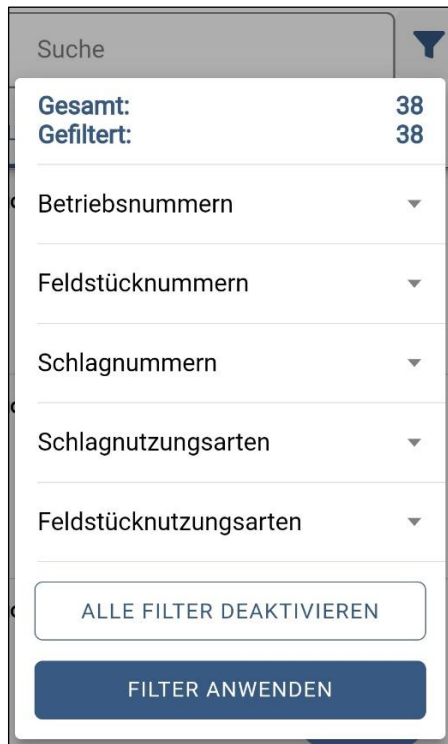 Suche
Gesamt: 38
Gefiltert: 38
Betriebsnummern
Feldstücknummern
Schlagnummern
Schlagnutzungsarten
Feldstücknutzungsarten
ALLE FILTER DEAKTIVIEREN
FILTER ANWENDEN